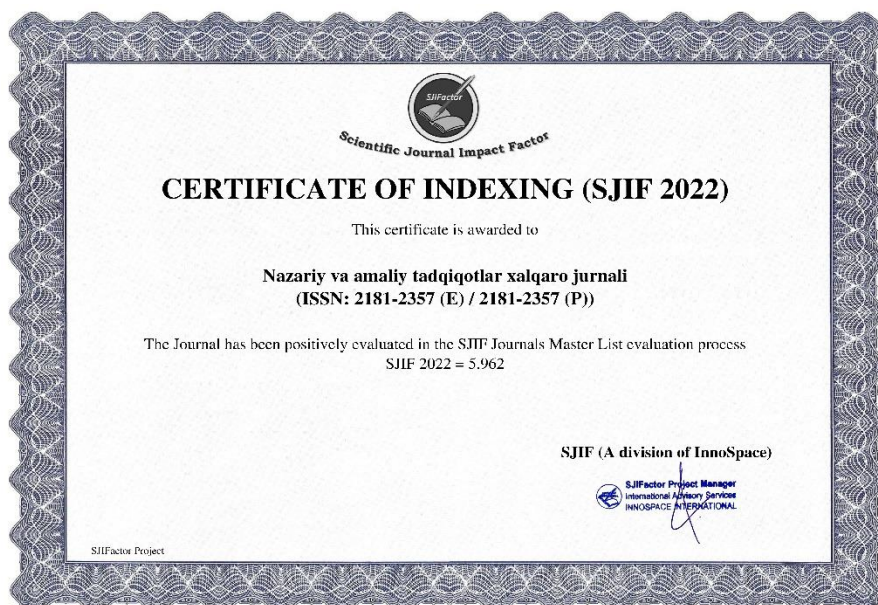 SJIFactor
Scientific Journal Impact Factor
CERTIFICATE OF INDEXING (SJIF 2022)
This certificate is awarded to
Nazariy va amaliy tadqiqotlar xalqaro jurnali
(ISSN: 2181-2357 (E) / 2181-2357 (P))
The Journal has been positively evaluated in the SJIF Journals Master List evaluation process
SJIF 2022 = 5.962
SJIF (A division of InnoSpace)
SJIFactor Project Manager
International Advisory Services
INNOSPACE INTERNATIONAL
SJIFactor Project